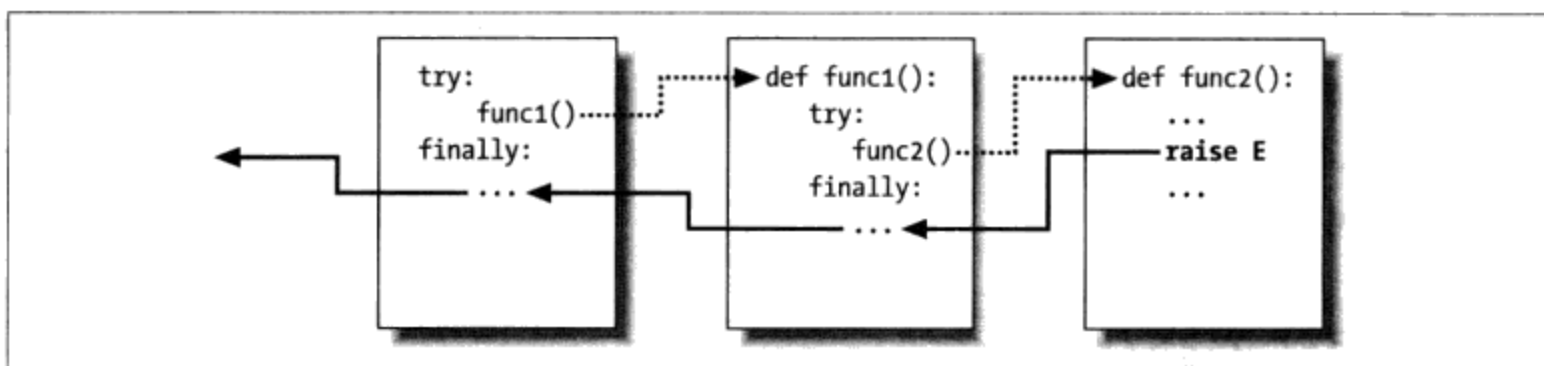 try:
func1()
finally:
...
def func1():
try:
func2()
finally:
...
def func2():
...
raise E
...